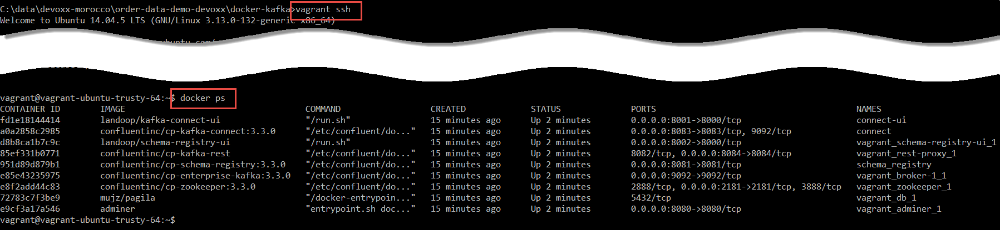 C:\data\devoxx-morocco\order-data-demo-devoxx\docker-kafka>vagrant ssh
Welcome to Ubuntu 14.04.5 LTS (GNU/Linux 3.13.0-132-generic x86_64)
vagrant@vagrant-ubuntu-trusty-64:~$ docker ps
CONTAINER ID IMAGE COMMAND CREATED STATUS PORTS NAMES
fd1e18144414 landoop/kafka-connect-ui "/run.sh" 15 minutes ago Up 2 minutes 0.0.0.0:8001->8000/tcp connect-ui
a0a2858c2985 confluentinc/cp-kafka-connect:3.3.0 "/etc/confluent/do..." 15 minutes ago Up 2 minutes 0.0.0.0:8083->8083/tcp, 9092/tcp connect
d8b8ca1b7c9c landoop/schema-registry-ui "/run.sh" 15 minutes ago Up 2 minutes 0.0.0.0:8002->8000/tcp vagrant_schema-registry-ui_1
85ef331b0771 confluentinc/cp-kafka-rest "/etc/confluent/do..." 15 minutes ago Up 2 minutes 8082/tcp, 0.0.0.0:8084->8084/tcp vagrant_rest-proxy_1
951d89d879b1 confluentinc/cp-schema-registry:3.3.0 "/etc/confluent/do..." 15 minutes ago Up 2 minutes 0.0.0.0:8081->8081/tcp schema_registry
e85e43235975 confluentinc/cp-enterprise-kafka:3.3.0 "/etc/confluent/do..." 15 minutes ago Up 2 minutes 0.0.0.0:9092->9092/tcp vagrant_broker-1_1
e8f2add44c83 confluentinc/cp-zookeeper:3.3.0 "/etc/confluent/do..." 15 minutes ago Up 2 minutes 2888/tcp, 0.0.0.0:2181->2181/tcp, 3888/tcp vagrant_zookeeper_1
72783c7f3be9 mujz/pagila "/docker-entrypoin..." 15 minutes ago Up 2 minutes 5432/tcp vagrant_db_1
e9cf3a17a546 adminer "entrypoint.sh doc..." 15 minutes ago Up 2 minutes 0.0.0.0:8080->8080/tcp vagrant_adminer_1
vagrant@vagrant-ubuntu-trusty-64:~$